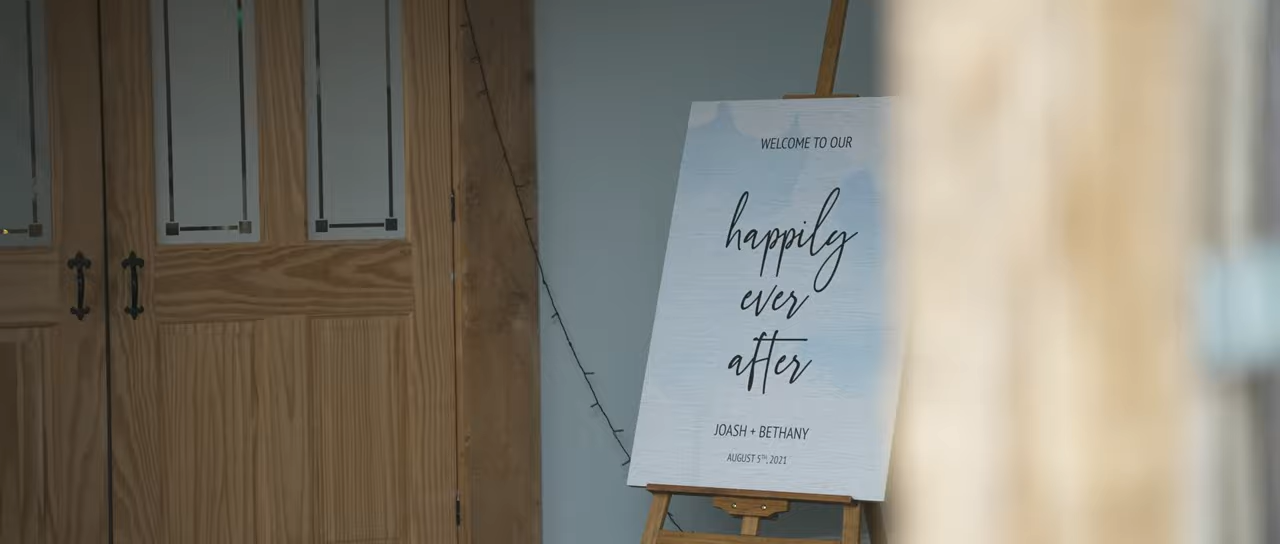 WELCOME TO OUR
happily
ever
after
JOASH + BETHANY
AUGUST 5TH, 2021